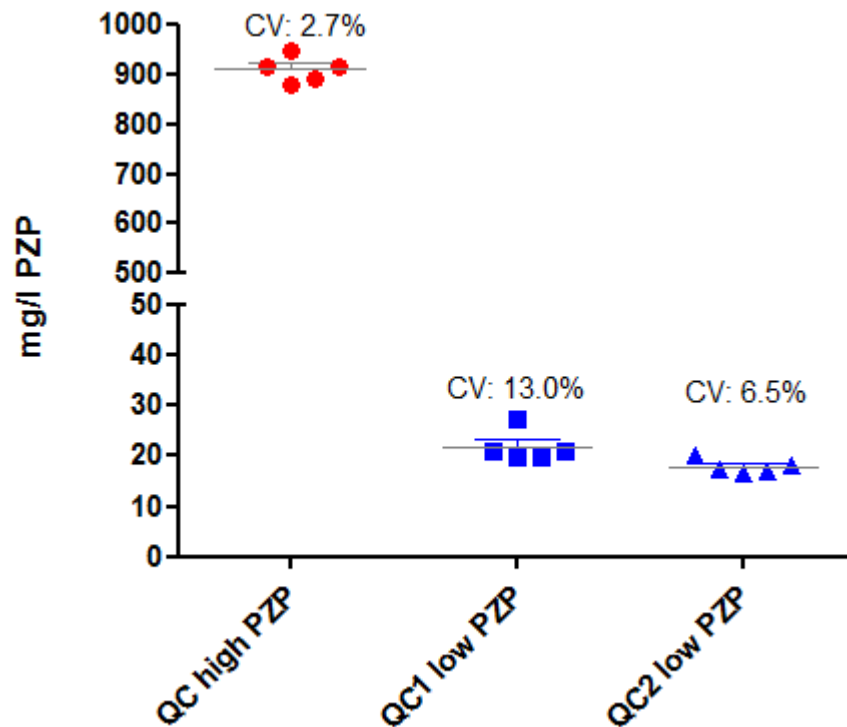 mg/l PZP
1000
900
800
700
600
500
50
40
30
20
10
0
CV: 2.7%
CV: 13.0%
CV: 6.5%
QC high PZP
QC1 low PZP
QC2 low PZP